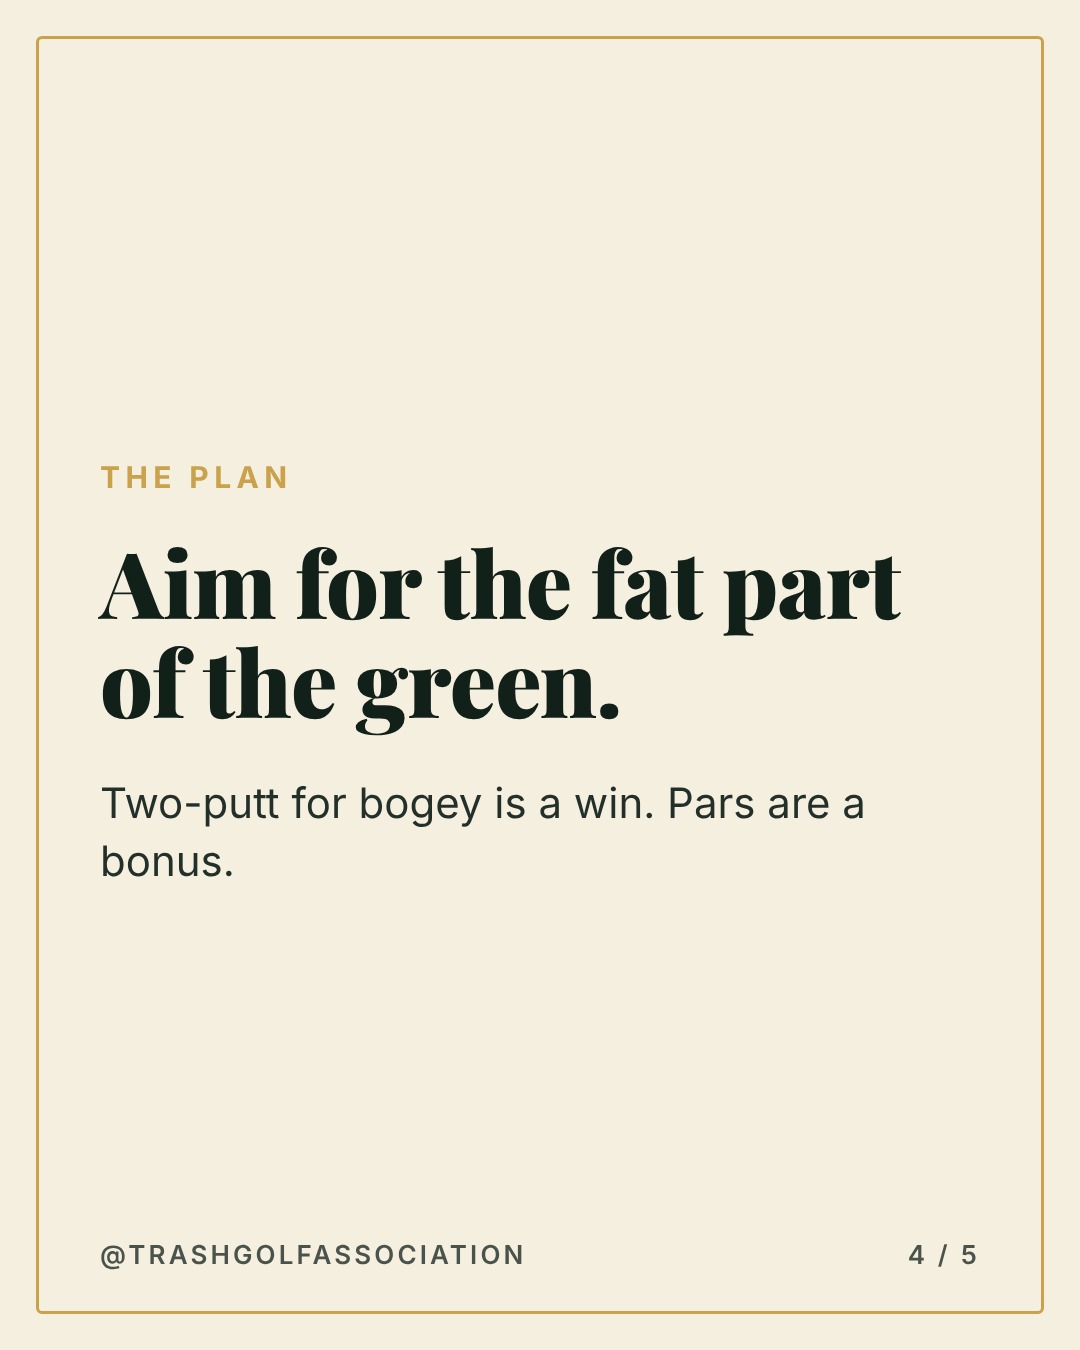 THE PLAN
Aim for the fat part
of the green.
Two-putt for bogey is a win. Pars are a
bonus.
@TRASHGOLFASSOCIATION
4 / 5